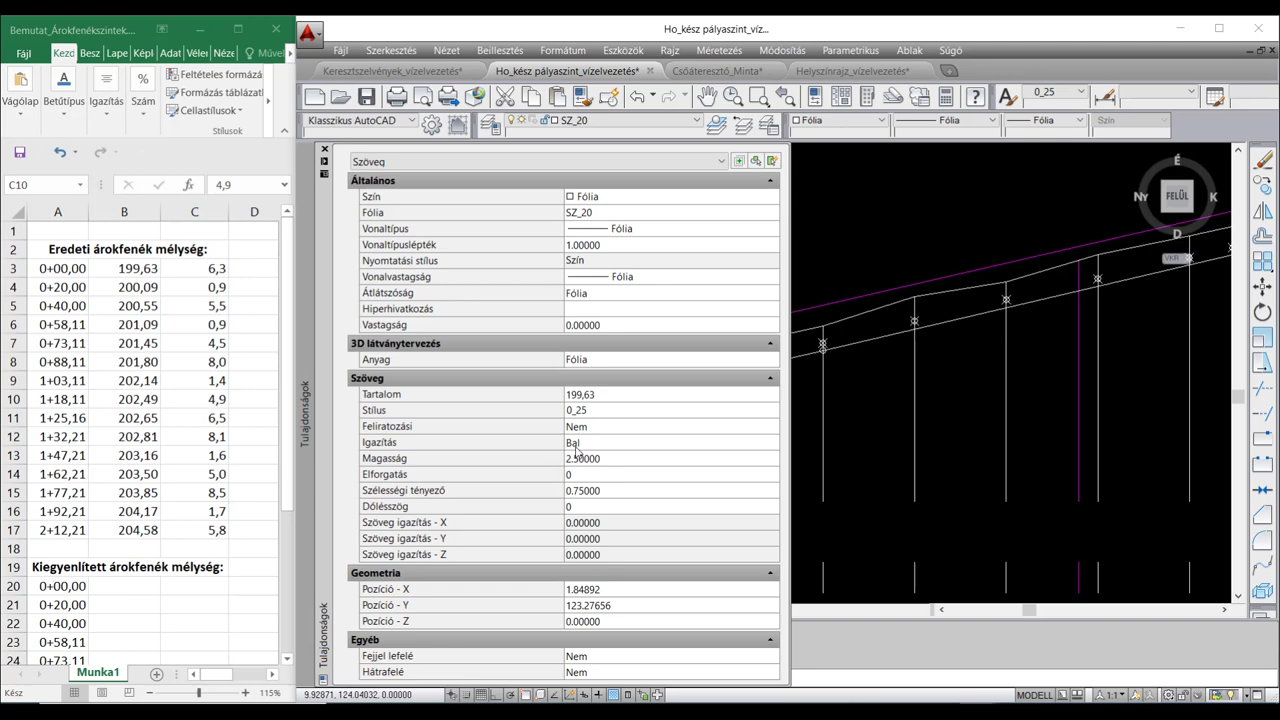 Bemutat_Árokfenékszintek....
Fájl
Kezd
Besz
Lape
Képl
Adat
Véle
Néze
Műve
Vágólap
Betűtípus
Igazítás
Szám
Feltételes formázá
Formázás táblázatl
Cellastílusok
Stílusok
C10
4,9
A B C D
1
2 Eredeti árokfenék mélység:
3 0+00,00 199,63 6,3
4 0+20,00 200,09 0,9
5 0+40,00 200,55 5,5
6 0+58,11 201,09 0,9
7 0+73,11 201,45 4,5
8 0+88,11 201,80 8,0
9 1+03,11 202,14 1,4
10 1+18,11 202,49 4,9
11 1+25,16 202,65 6,5
12 1+32,21 202,81 8,1
13 1+47,21 203,16 1,6
14 1+62,21 203,50 5,0
15 1+77,21 203,85 8,5
16 1+92,21 204,17 1,7
17 2+12,21 204,58 5,8
18
19 Kiegyenlített árokfenék mélység:
20 0+00,00
21 0+20,00
22 0+40,00
23 0+58,11
24 0+73,11
Munka1
Kész
115%
Ho_kész pályaszint_víz...
Fájl Szerkesztés Nézet Beillesztés Formátum Eszközök Rajz Méretezés Módosítás Parametrikus Ablak Súgó
Keresztszelvények_vízelvezetés*
Ho_kész pályaszint_vízelvezetés*
Csőáteresztő_Minta*
Helyszínrajz_vízelvezetés*
0_25
Klasszikus AutoCAD
SZ_20
Fólia
Fólia
Fólia
Szín
Tulajdonságok
Tulajdonságok
Szöveg
Általános
Szín Fólia
Fólia SZ_20
Vonaltípus Fólia
Vonaltípuslépték 1.00000
Nyomtatási stílus Szín
Vonalvastagság Fólia
Átlátszóság Fólia
Hiperhivatkozás
Vastagság 0.00000
3D látványtervezés
Anyag Fólia
Szöveg
Tartalom 199,63
Stílus 0_25
Feliratozási Nem
Igazítás Bal
Magasság 2.50000
Elforgatás 0
Szélességi tényező 0.75000
Dőlésszög 0
Szöveg igazítás - X 0.00000
Szöveg igazítás - Y 0.00000
Szöveg igazítás - Z 0.00000
Geometria
Pozíció - X 1.84892
Pozíció - Y 123.27656
Pozíció - Z 0.00000
Egyéb
Fejjel lefelé Nem
Hátrafelé Nem
É
NY FELÜL K
D
VKR
9.92871, 124.04032, 0.00000
MODELL
1:1